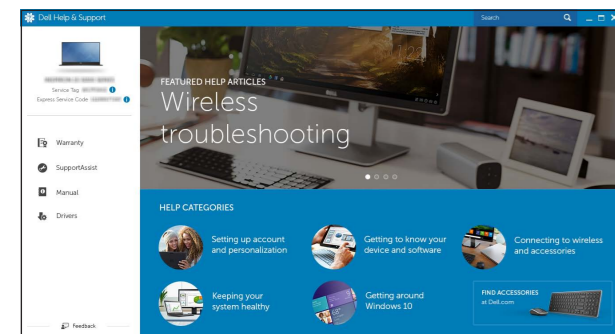 Dell Help & Support
Search
Service Tag
Express Service Code
Warranty
SupportAssist
Manual
Drivers
Feedback
FEATURED HELP ARTICLES
Wireless
troubleshooting
HELP CATEGORIES
Setting up account
and personalization
Getting to know your
device and software
Connecting to wireless
and accessories
Keeping your
system healthy
Getting around
Windows 10
FIND ACCESSORIES
at Dell.com